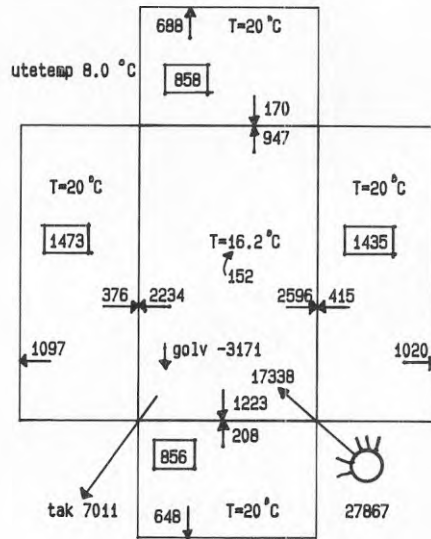 688
T=20 °C
utetemp 8.0 °C
858
170
947
T=20 °C
T=20 °C
1473
T=16.2 °C
1435
152
376
2234
2596
415
1097
golv -3171
1020
17338
1223
208
856
tak 7011
648
T=20 °C
27867